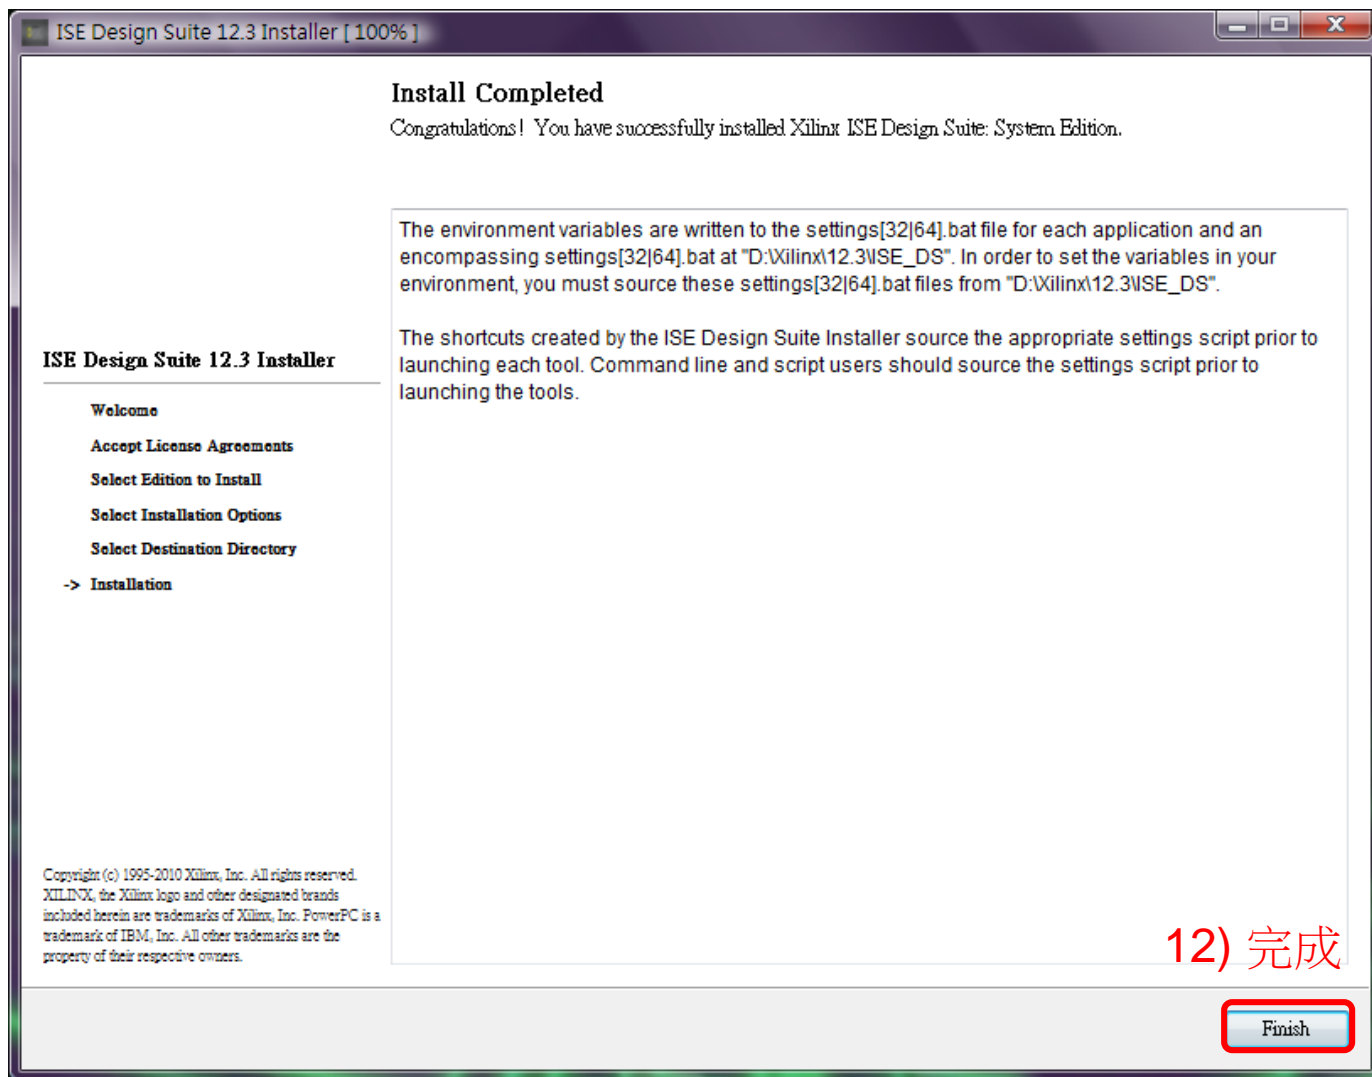 ISE Design Suite 12.3 Installer [ 100% ]
Install Completed
Congratulations! You have successfully installed Xilinx ISE Design Suite: System Edition.
The environment variables are written to the settings[32|64].bat file for each application and an
encompassing settings[32|64].bat at "D:\Xilinx\12.3\ISE_DS". In order to set the variables in your
environment, you must source these settings[32|64].bat files from "D:\Xilinx\12.3\ISE_DS".
The shortcuts created by the ISE Design Suite Installer source the appropriate settings script prior to
launching each tool. Command line and script users should source the settings script prior to
launching the tools.
ISE Design Suite 12.3 Installer
Welcome
Accept License Agreements
Select Edition to Install
Select Installation Options
Select Destination Directory
-> Installation
Copyright (c) 1995-2010 Xilinx, Inc. All rights reserved.
XILINX, the Xilinx logo and other designated brands
included herein are trademarks of Xilinx, Inc. PowerPC is a
trademark of IBM, Inc. All other trademarks are the
property of their respective owners.
12) 完成
Finish